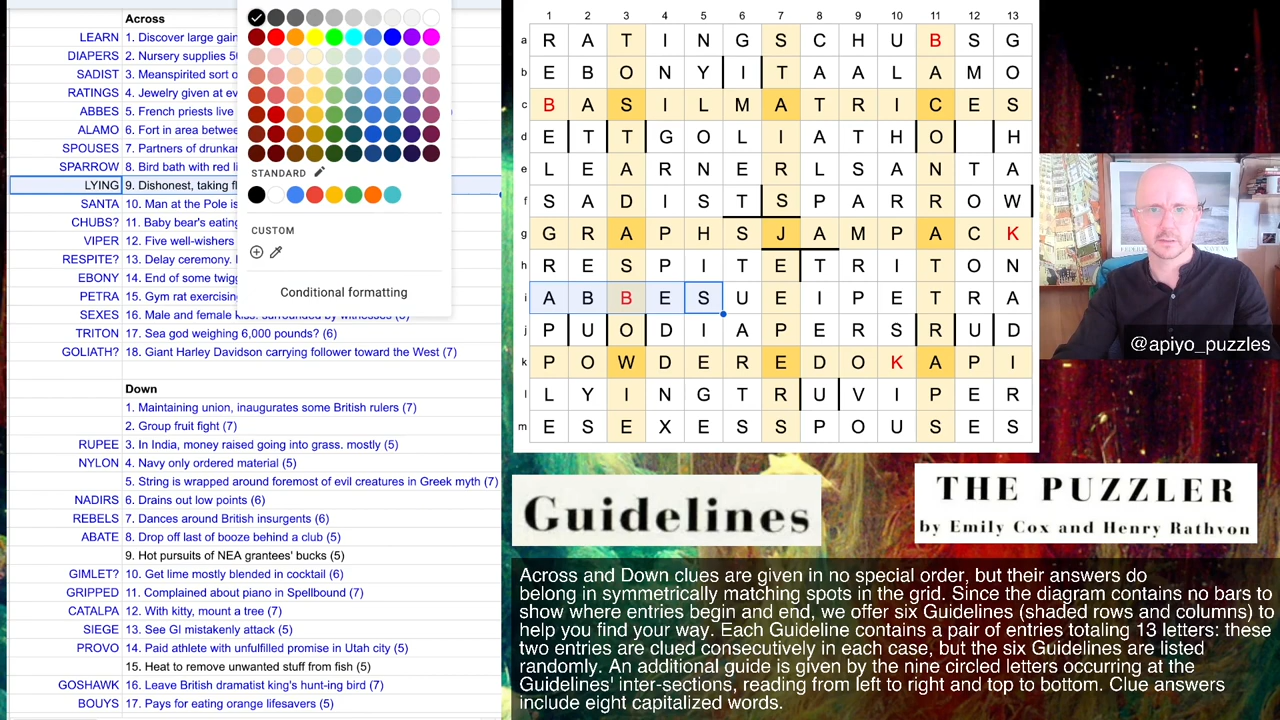 Across
LEARN 1. Discover large gain
DIAPERS 2. Nursery supplies 50
SADIST 3. Meanspirited sort o
RATINGS 4. Jewelry given at ev
ABBES 5. French priests live
ALAMO 6. Fort in area betwee
SPOUSES 7. Partners of drunkar
SPARROW 8. Bird bath with red li
LYING 9. Dishonest, taking fl
SANTA 10. Man at the Pole is
CHUBS? 11. Baby bear's eating
VIPER 12. Five well-wishers
RESPITE? 13. Delay ceremony. I
EBONY 14. End of some twigg
PETRA 15. Gym rat exercising
SEXES 16. Male and female kiss. surrounded by witnesses (5)
TRITON 17. Sea god weighing 6,000 pounds? (6)
GOLIATH? 18. Giant Harley Davidson carrying follower toward the West (7)
Down
1. Maintaining union, inaugurates some British rulers (7)
2. Group fruit fight (7)
RUPEE 3. In India, money raised going into grass. mostly (5)
NYLON 4. Navy only ordered material (5)
5. String is wrapped around foremost of evil creatures in Greek myth (7)
NADIRS 6. Drains out low points (6)
REBELS 7. Dances around British insurgents (6)
ABATE 8. Drop off last of booze behind a club (5)
9. Hot pursuits of NEA grantees' bucks (5)
GIMLET? 10. Get lime mostly blended in cocktail (6)
GRIPPED 11. Complained about piano in Spellbound (7)
CATALPA 12. With kitty, mount a tree (7)
SIEGE 13. See GI mistakenly attack (5)
PROVO 14. Paid athlete with unfulfilled promise in Utah city (5)
15. Heat to remove unwanted stuff from fish (5)
GOSHAWK 16. Leave British dramatist king's hunt-ing bird (7)
BOUYS 17. Pays for eating orange lifesavers (5)
STANDARD
CUSTOM
Conditional formatting
1 2 3 4 5 6 7 8 9 10 11 12 13
a R A T I N G S C H U B S G
b E B O N Y I T A A L A M O
c B A S I L M A T R I C E S
d E T T G O L I A T H O H
e L E A R N E R L S A N T A
f S A D I S T S P A R R O W
g G R A P H S J A M P A C K
h R E S P I T E T R I T O N
i A B B E S U E I P E T R A
j P U O D I A P E R S R U D
k P O W D E R E D O K A P I
l L Y I N G T R U V I P E R
m E S E X E S S P O U S E S
@apiyo_puzzles
Guidelines
THE PUZZLER
by Emily Cox and Henry Rathvon
Across and Down clues are given in no special order, but their answers do
belong in symmetrically matching spots in the grid. Since the diagram contains no bars to
show where entries begin and end, we offer six Guidelines (shaded rows and columns) to
help you find your way. Each Guideline contains a pair of entries totaling 13 letters: these
two entries are clued consecutively in each case, but the six Guidelines are listed
randomly. An additional guide is given by the nine circled letters occurring at the
Guidelines' inter-sections, reading from left to right and top to bottom. Clue answers
include eight capitalized words.